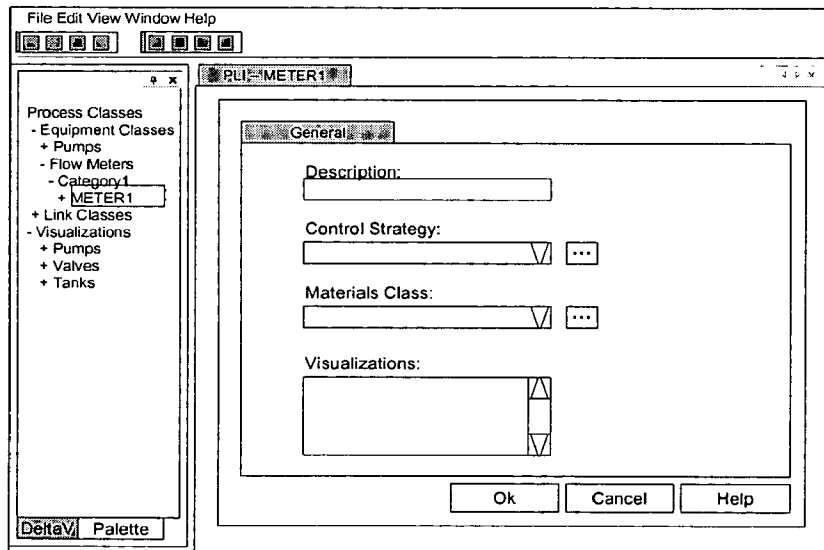 File Edit View Window Help
PLI - METER1
Process Classes
- Equipment Classes
+ Pumps
- Flow Meters
- Category1
+ METER1
+ Link Classes
- Visualizations
+ Pumps
+ Valves
+ Tanks
General
Description:
Control Strategy:
...
Materials Class:
...
Visualizations:
Ok
Cancel
Help
DeltaV
Palette